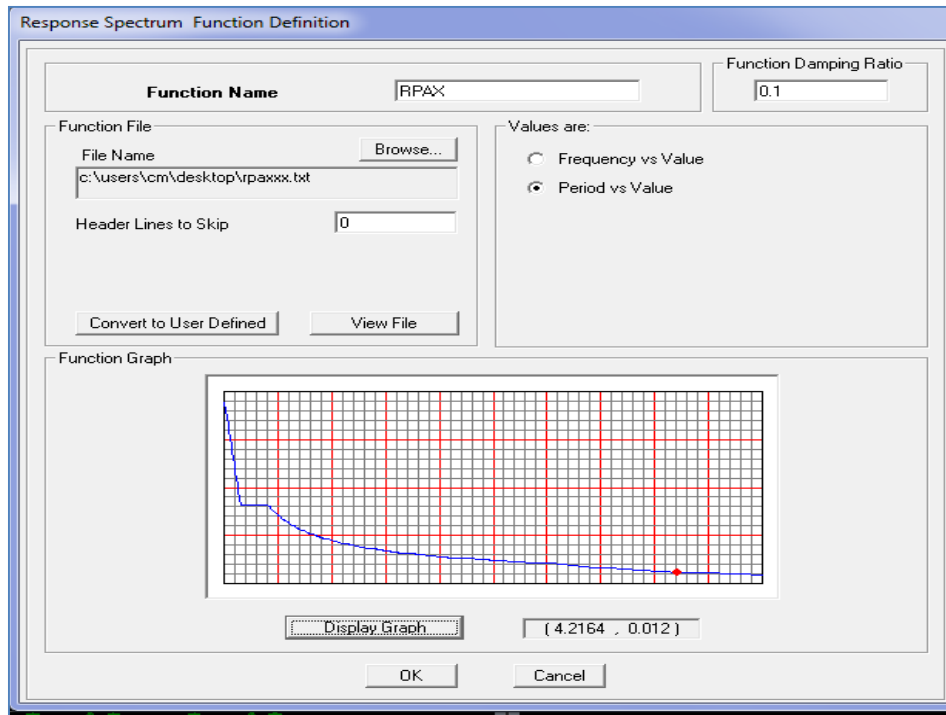 Response Spectrum Function Definition
Function Name
RPAX
Function Damping Ratio
0.1
Function File
File Name
Browse...
c:\users\cm\desktop\rpaxxx.txt
Header Lines to Skip
0
Convert to User Defined
View File
Values are:
Frequency vs Value
Period vs Value
Function Graph
Display Graph
( 4.2164 , 0.012 )
OK
Cancel